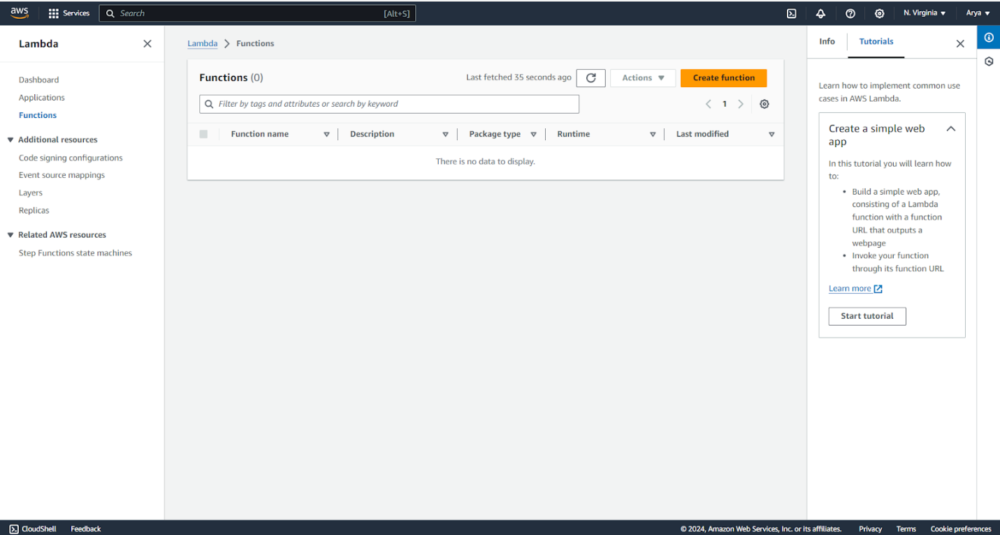 aws
Services
Search [Alt+S]
N. Virginia
Arya
Lambda
Dashboard
Applications
Functions
Additional resources
Code signing configurations
Event source mappings
Layers
Replicas
Related AWS resources
Step Functions state machines
Lambda > Functions
Functions (0)
Last fetched 35 seconds ago
Actions
Create function
Filter by tags and attributes or search by keyword
1
Function name
Description
Package type
Runtime
Last modified
There is no data to display.
Info
Tutorials
Learn how to implement common use
cases in AWS Lambda.
Create a simple web
app
In this tutorial you will learn how
to:
• Build a simple web app,
consisting of a Lambda
function with a function
URL that outputs a
webpage
• Invoke your function
through its function URL
Learn more
Start tutorial
CloudShell
Feedback
© 2024, Amazon Web Services, Inc. or its affiliates.
Privacy
Terms
Cookie preferences